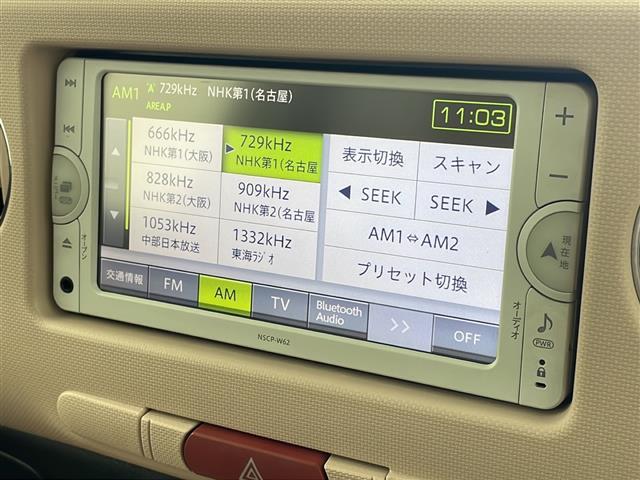 AM1 729kHz NHK第1(名古屋)
AREA.P
11:03
666kHz
NHK第1(大阪)
729kHz
NHK第1(名古屋
828kHz
NHK第2(大阪)
909kHz
NHK第2(名古屋
1053kHz
中部日本放送
1332kHz
東海ラジオ
表示切換
スキャン
◀ SEEK
SEEK ▶
AM1⇔AM2
プリセット切換
交通情報
FM
AM
TV
Bluetooth
Audio
>>
OFF
NSCP-W62
オープン
+
−
現在地
オーディオ
PWR